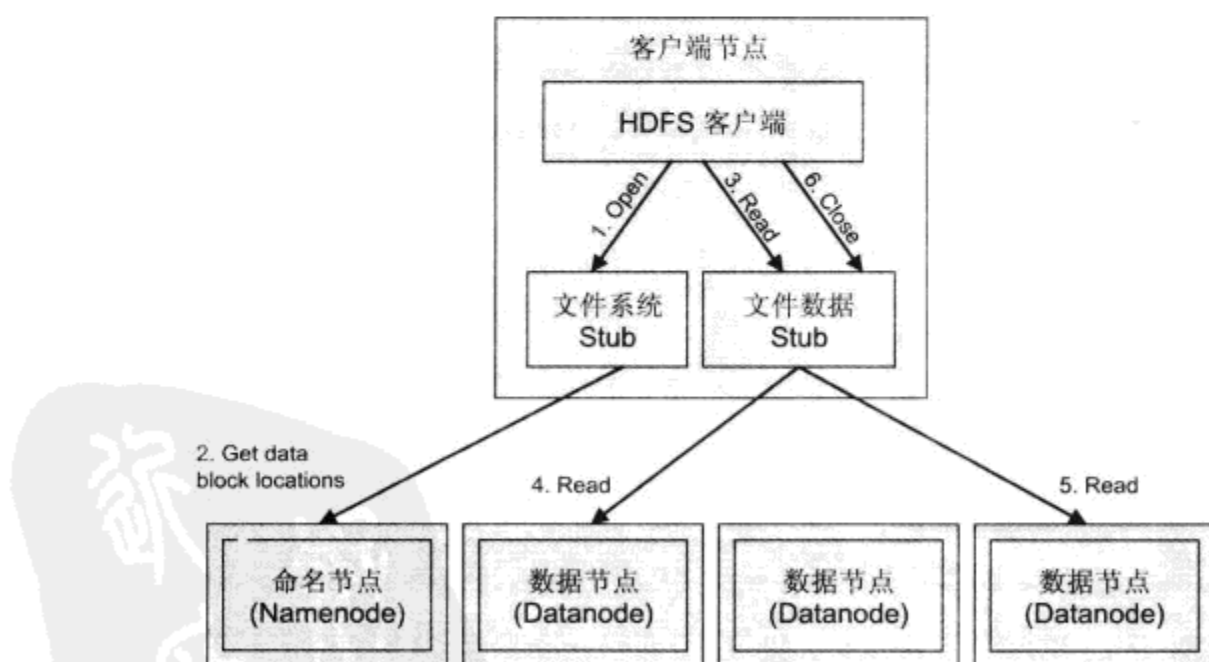 客户端节点
HDFS 客户端
1. Open
3. Read
6. Close
文件系统
Stub
文件数据
Stub
2. Get data
block locations
4. Read
5. Read
命名节点
(Namenode)
数据节点
(Datanode)
数据节点
(Datanode)
数据节点
(Datanode)